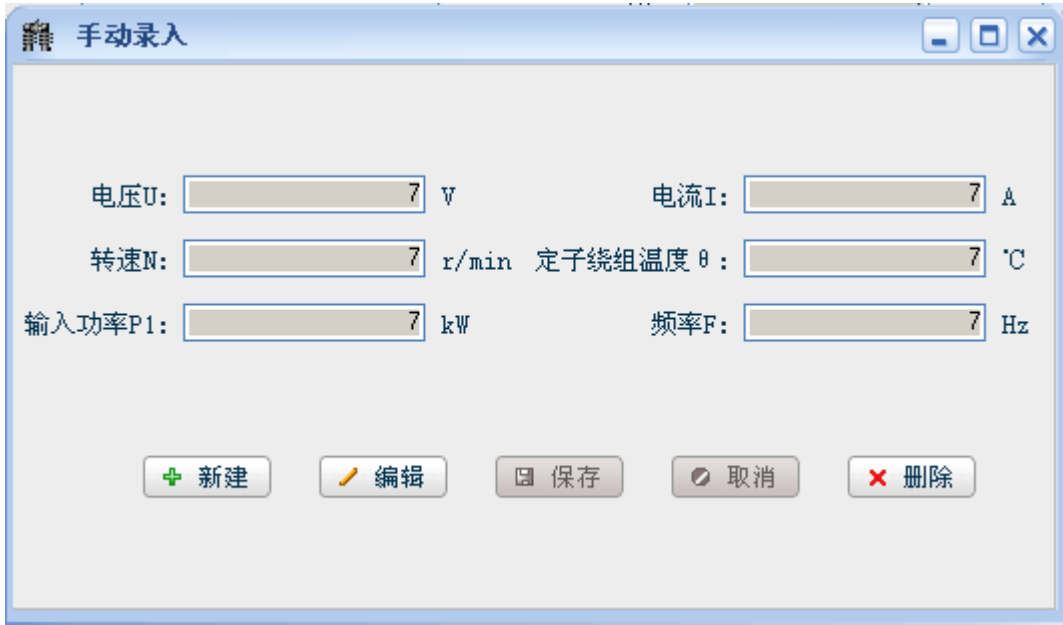 手动录入
电压U: 7 V 电流I: 7 A
转速N: 7 r/min 定子绕组温度θ: 7 ℃
输入功率P1: 7 kW 频率F: 7 Hz
新建 编辑 保存 取消 删除